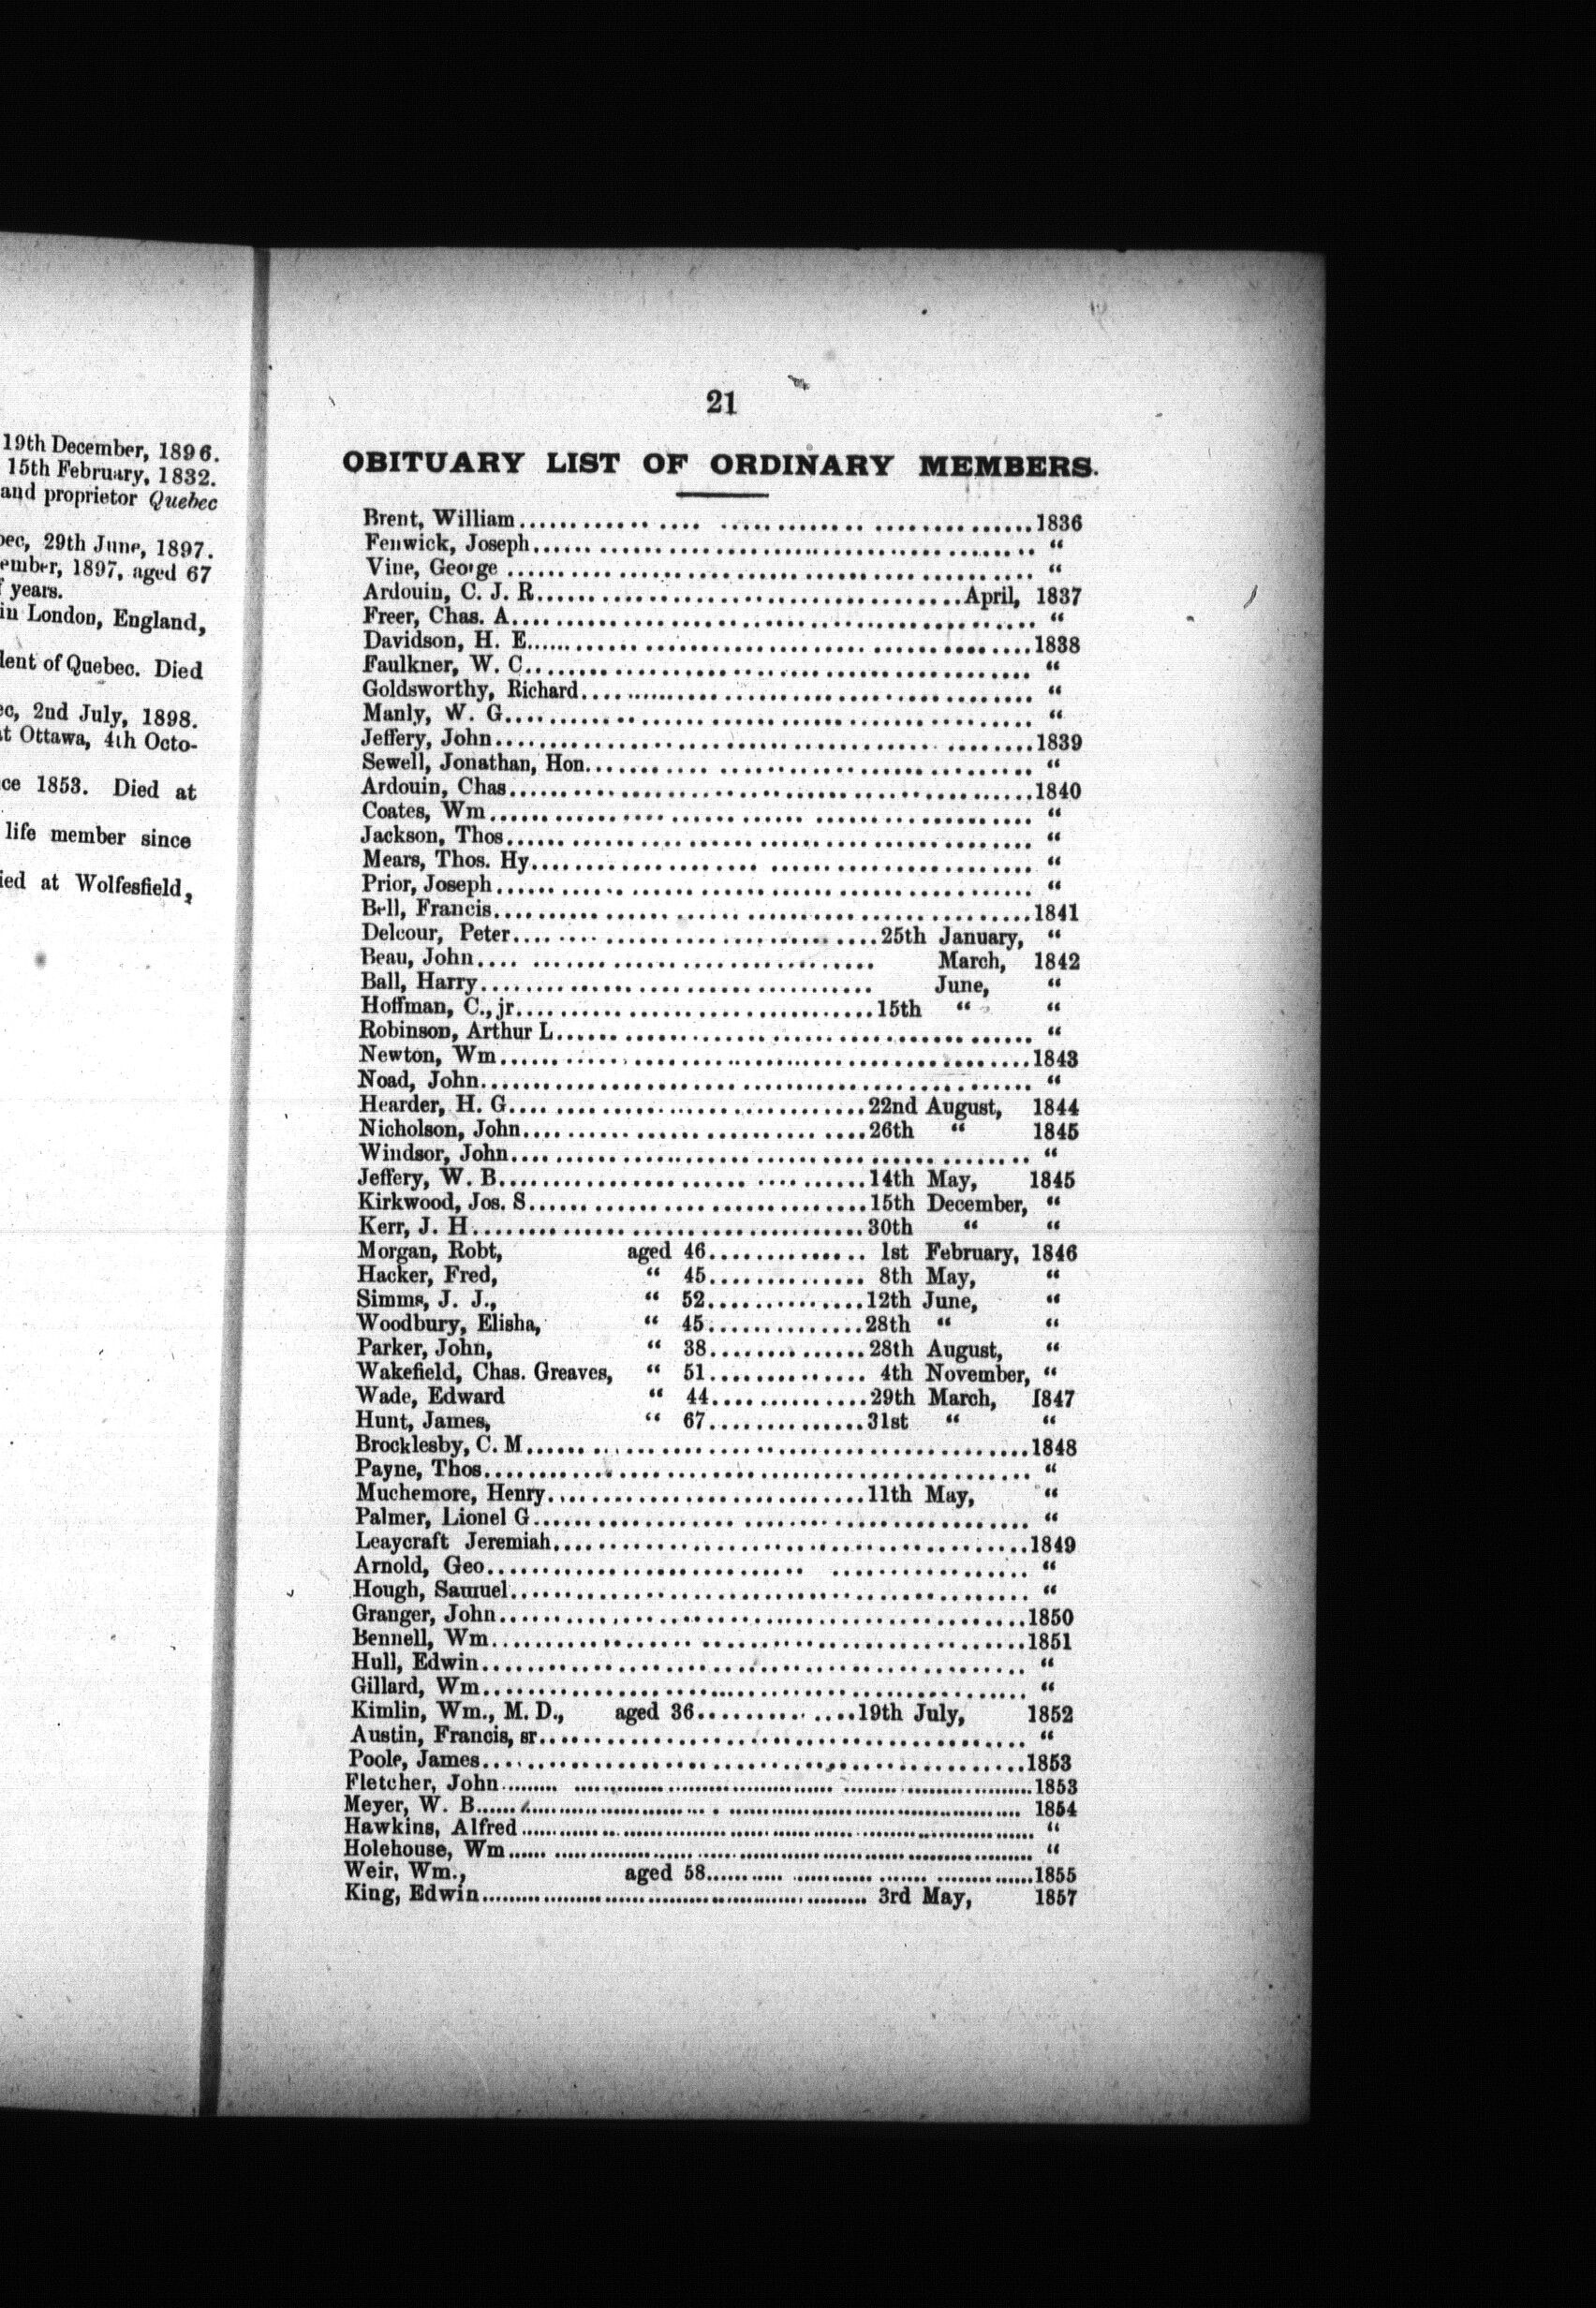 19th December, 1896.
15th February, 1832.
and proprietor Quebec
29th June, 1897.
1897, aged 67
years.
in London, England,
of Quebec. Died
2nd July, 1898.
Ottawa, 4th Octo-
1853. Died at
life member since
at Wolfesfield,
21
OBITUARY LIST OF ORDINARY MEMBERS.
Brent, William.....................................1836
Fenwick, Joseph..................................... “
Vine, George ..................................... “
Ardouin, C. J. R.....................................April, 1837
Freer, Chas. A..................................... “
Davidson, H. E.....................................1838
Faulkner, W. C..................................... “
Goldsworthy, Richard..................................... “
Manly, W. G..................................... “
Jeffery, John.....................................1839
Sewell, Jonathan, Hon..................................... “
Ardouin, Chas.....................................1840
Coates, Wm..................................... “
Jackson, Thos..................................... “
Mears, Thos. Hy..................................... “
Prior, Joseph..................................... “
Bell, Francis.....................................1841
Delcour, Peter.....................................25th January, “
Beau, John..................................... March, 1842
Ball, Harry..................................... June, “
Hoffman, C., jr.....................................15th “ “
Robinson, Arthur L..................................... “
Newton, Wm.....................................1843
Noad, John..................................... “
Hearder, H. G.....................................22nd August, 1844
Nicholson, John.....................................26th “ 1845
Windsor, John..................................... “
Jeffery, W. B.....................................14th May, 1845
Kirkwood, Jos. S.....................................15th December, “
Kerr, J. H.....................................30th “ “
Morgan, Robt, aged 46.............. 1st February, 1846
Hacker, Fred, “ 45.............. 8th May, “
Simms, J. J., “ 52..............12th June, “
Woodbury, Elisha, “ 45..............28th “ “
Parker, John, “ 38..............28th August, “
Wakefield, Chas. Greaves, “ 51.............. 4th November, “
Wade, Edward “ 44..............29th March, 1847
Hunt, James, “ 67..............31st “ “
Brocklesby, C. M.....................................1848
Payne, Thos..................................... “
Muchemore, Henry.............................11th May, “
Palmer, Lionel G..................................... “
Leaycraft Jeremiah.....................................1849
Arnold, Geo..................................... “
Hough, Samuel..................................... “
Granger, John.....................................1850
Bennell, Wm.....................................1851
Hull, Edwin..................................... “
Gillard, Wm..................................... “
Kimlin, Wm., M. D., aged 36..............19th July, 1852
Austin, Francis, sr..................................... “
Poole, James.....................................1853
Fletcher, John.....................................1853
Meyer, W. B..................................... 1854
Hawkins, Alfred..................................... “
Holehouse, Wm..................................... “
Weir, Wm., aged 58..............................1855
King, Edwin..................................... 3rd May, 1857